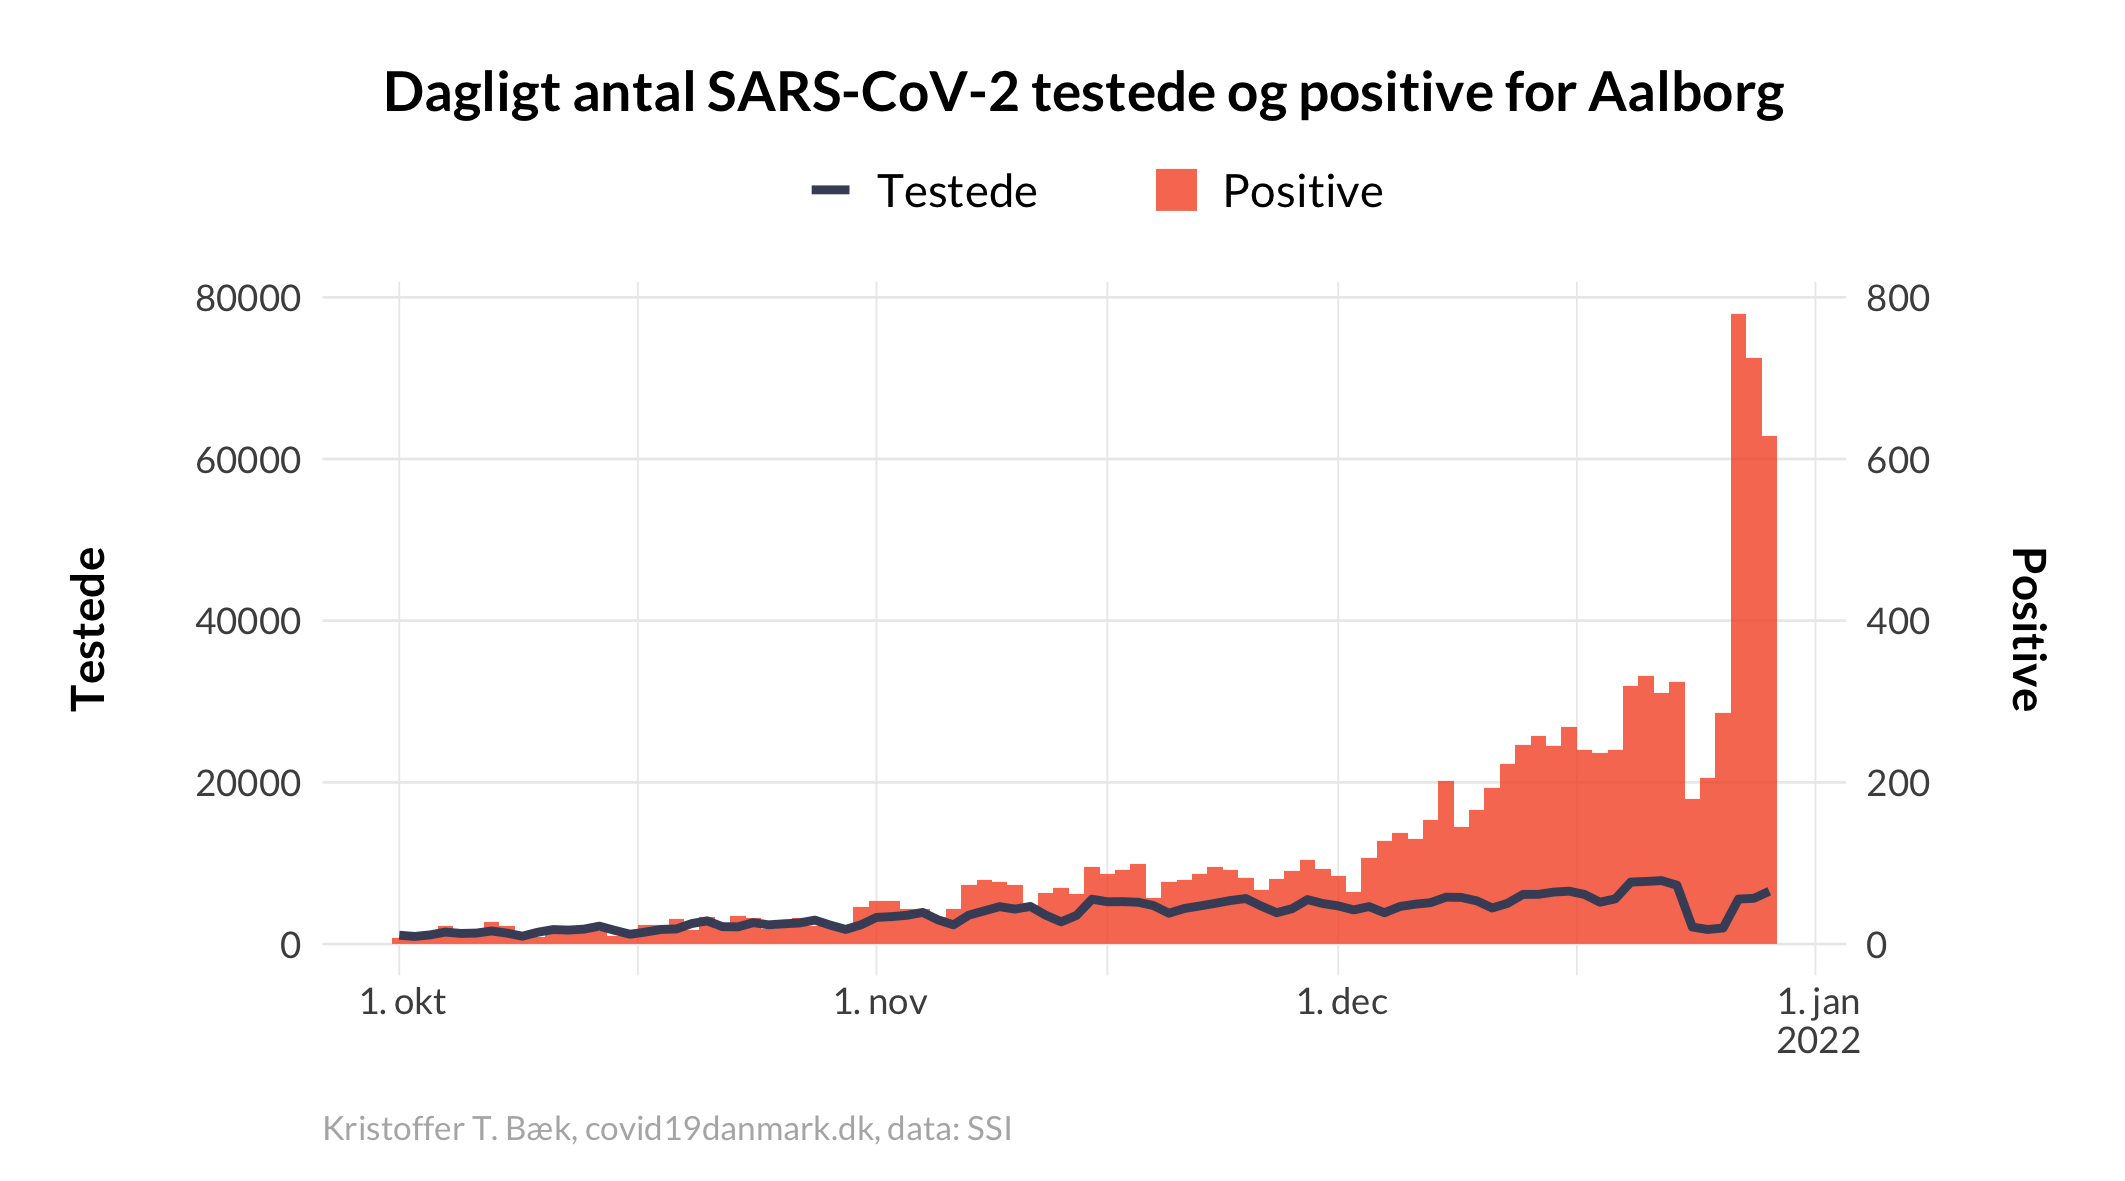 Dagligt antal SARS-CoV-2 testede og positive for Aalborg
Testede
Positive
80000
60000
40000
20000
0
Testede
800
600
400
200
0
Positive
1. okt
1. nov
1. dec
1. jan
2022
Kristoffer T. Bæk, covid19danmark.dk, data: SSI